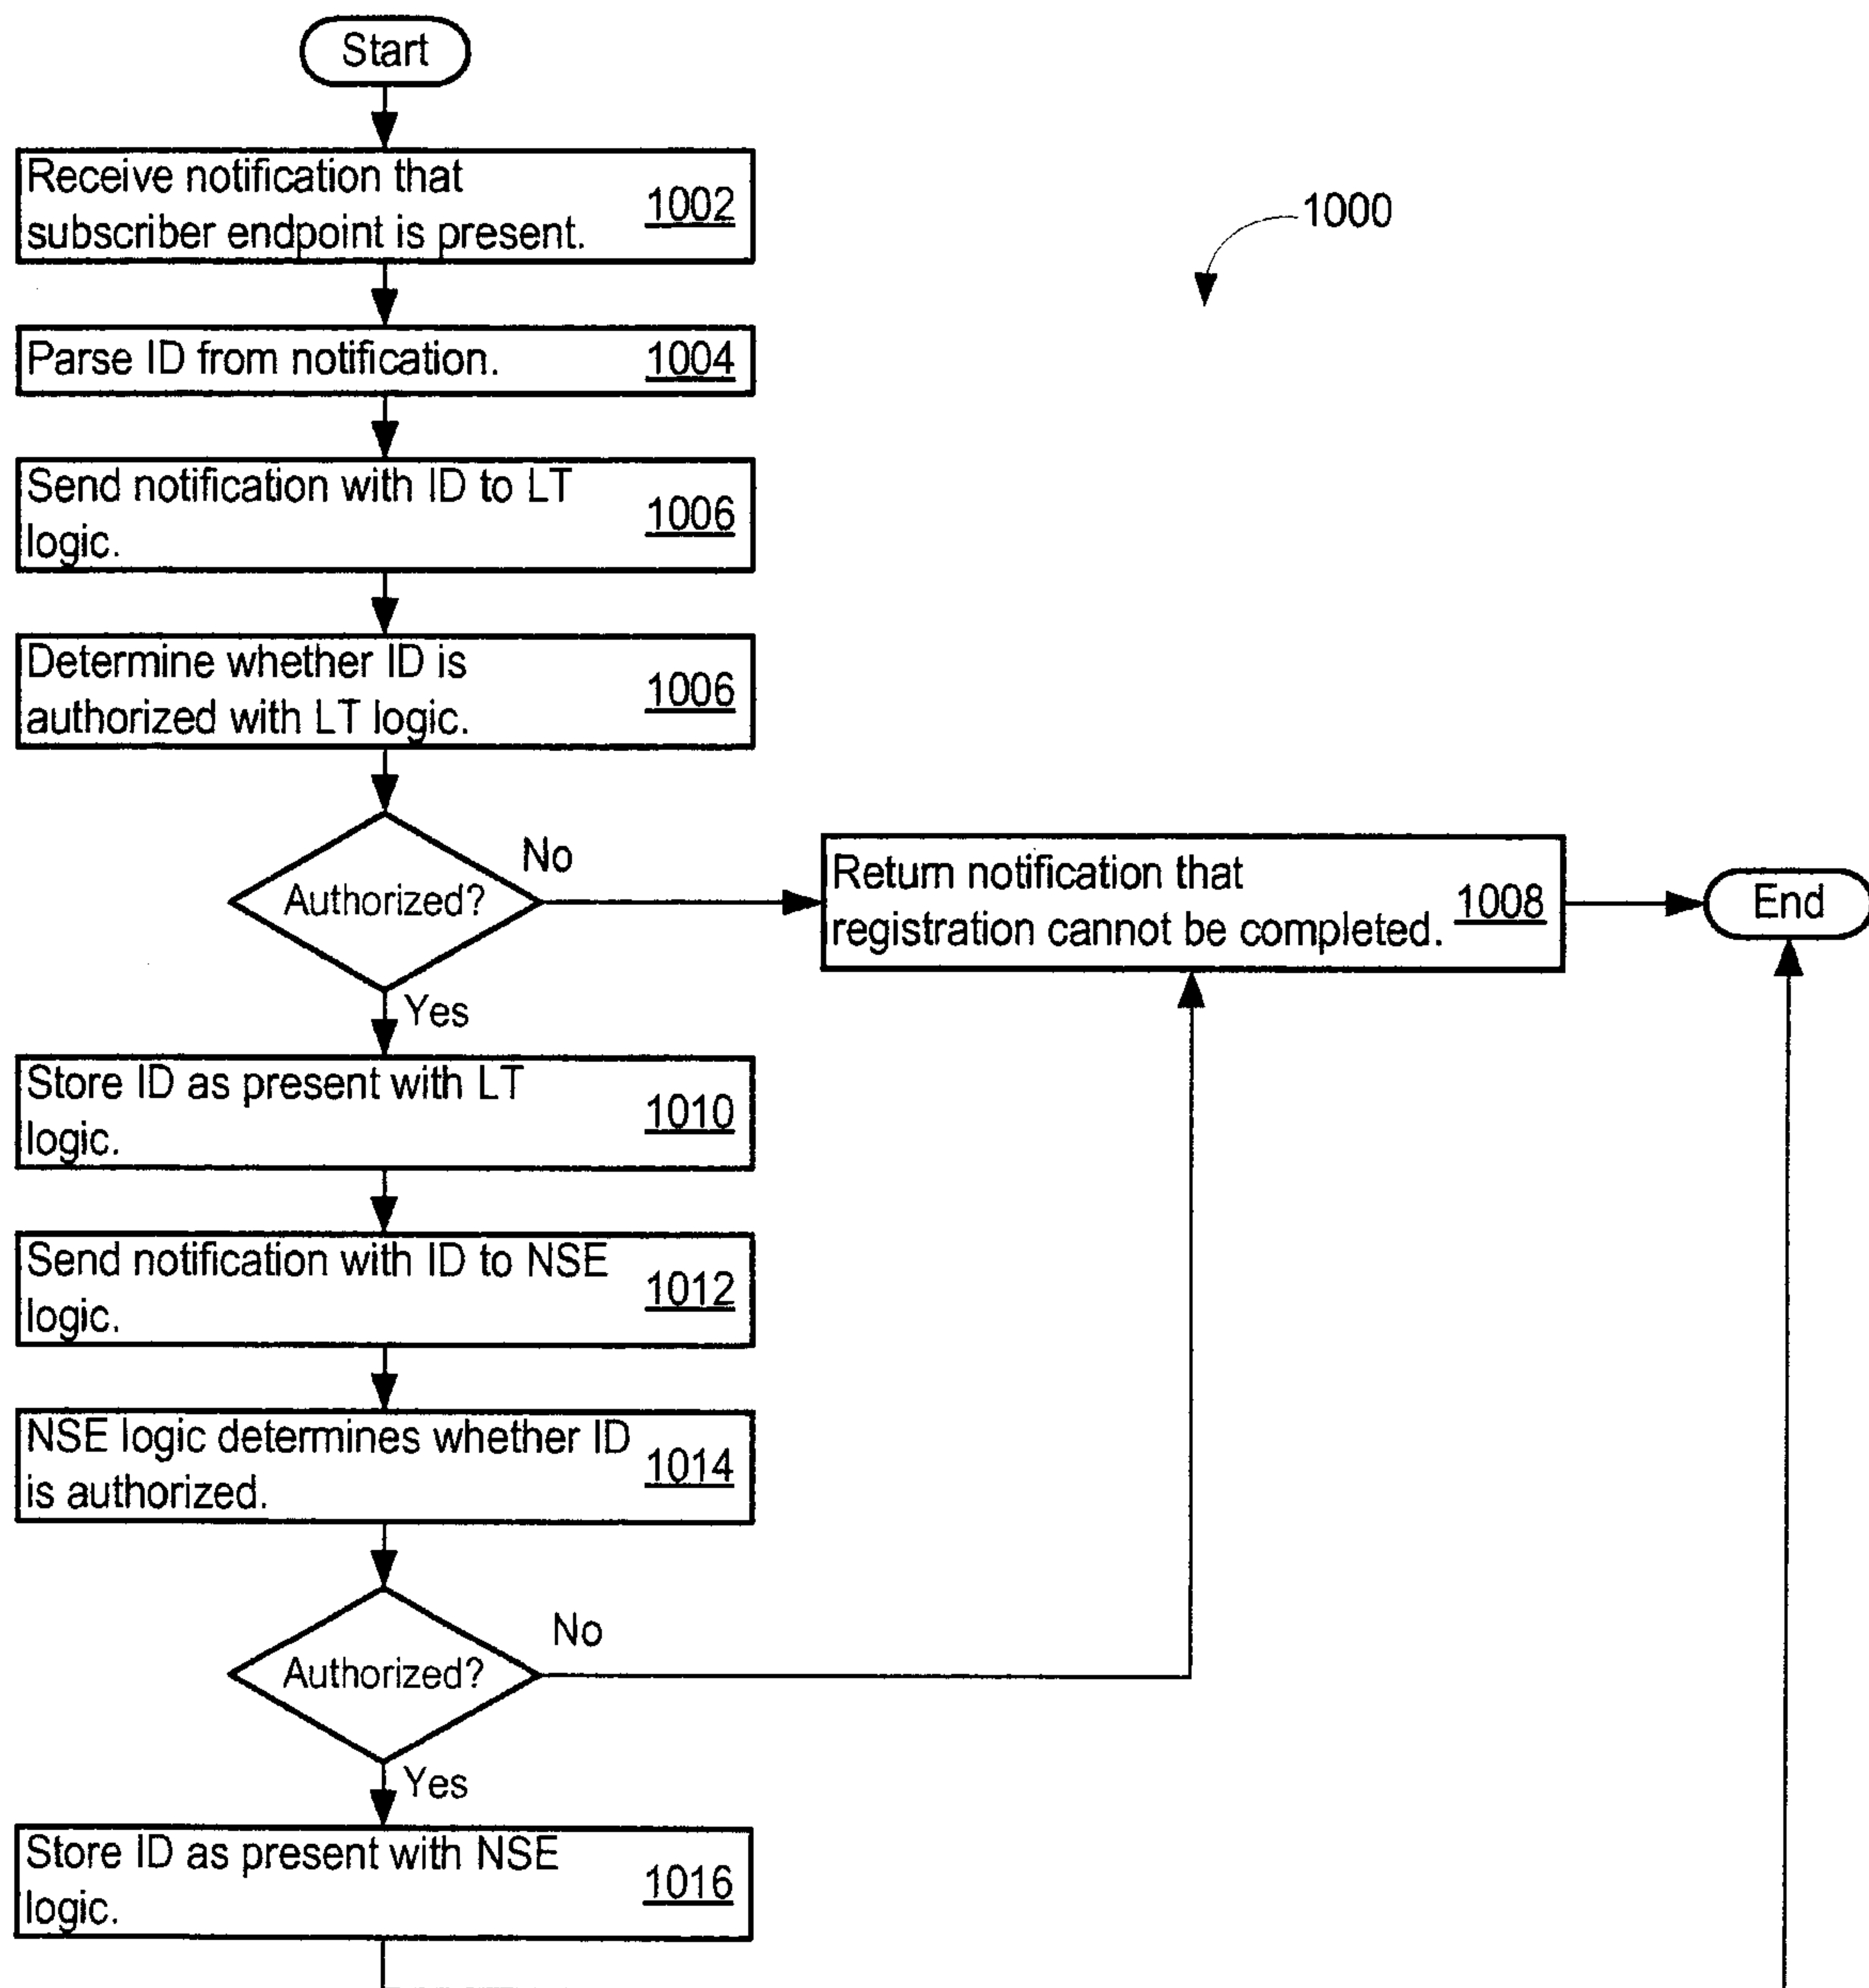 Start
Receive notification that
subscriber endpoint is present.
1002
1000
Parse ID from notification.
1004
Send notification with ID to LT
logic.
1006
Determine whether ID is
authorized with LT logic.
1006
Authorized?
No
Return notification that
registration cannot be completed.
1008
End
Yes
Store ID as present with LT
logic.
1010
Send notification with ID to NSE
logic.
1012
NSE logic determines whether ID
is authorized.
1014
Authorized?
No
Yes
Store ID as present with NSE
logic.
1016